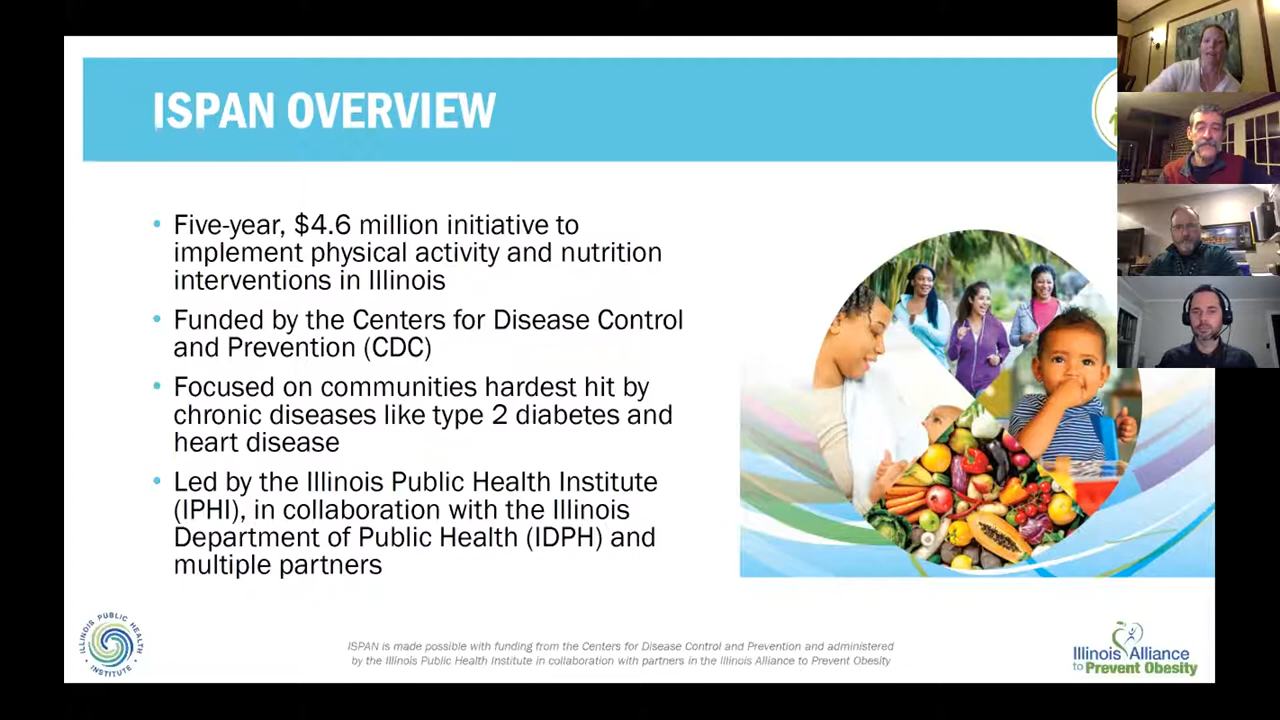 ISPAN OVERVIEW
• Five-year, $4.6 million initiative to
implement physical activity and nutrition
interventions in Illinois
• Funded by the Centers for Disease Control
and Prevention (CDC)
• Focused on communities hardest hit by
chronic diseases like type 2 diabetes and
heart disease
• Led by the Illinois Public Health Institute
(IPHI), in collaboration with the Illinois
Department of Public Health (IDPH) and
multiple partners
ILLINOIS PUBLIC HEALTH
INSTITUTE
ISPAN is made possible with funding from the Centers for Disease Control and Prevention and administered
by the Illinois Public Health Institute in collaboration with partners in the Illinois Alliance to Prevent Obesity
Illinois Alliance
to Prevent Obesity